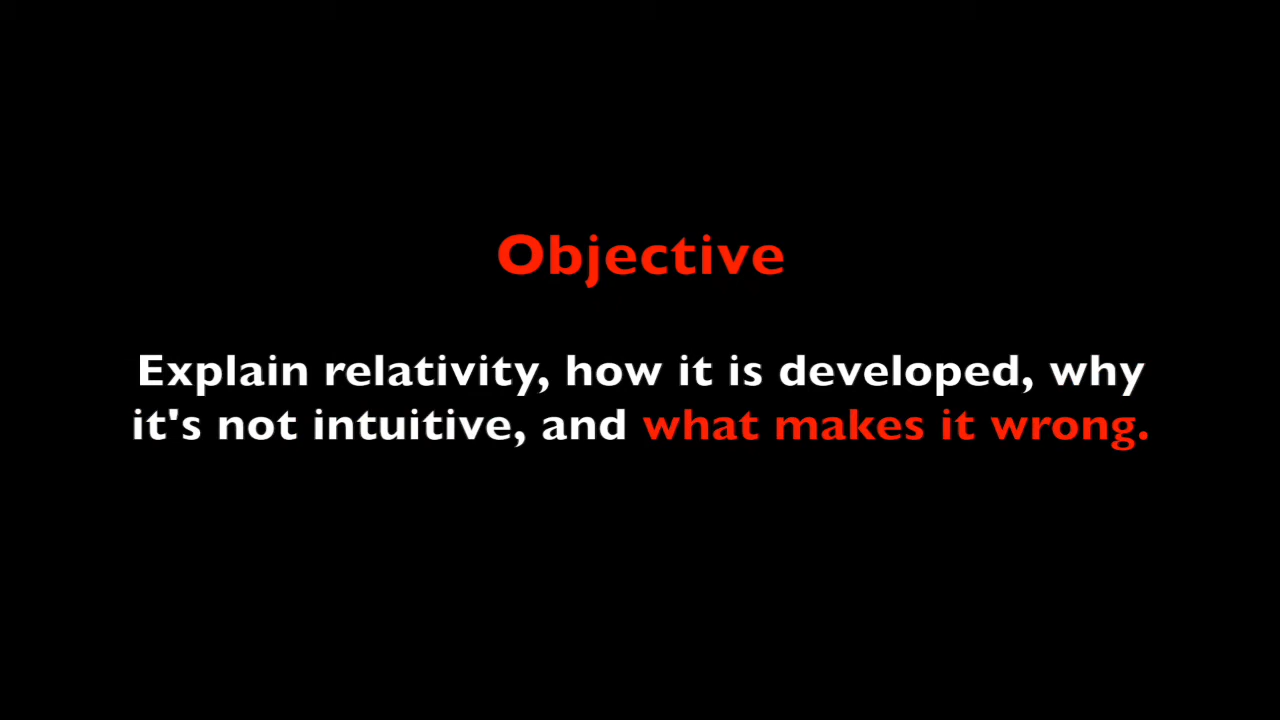 Objective
Explain relativity, how it is developed, why
it's not intuitive, and what makes it wrong.